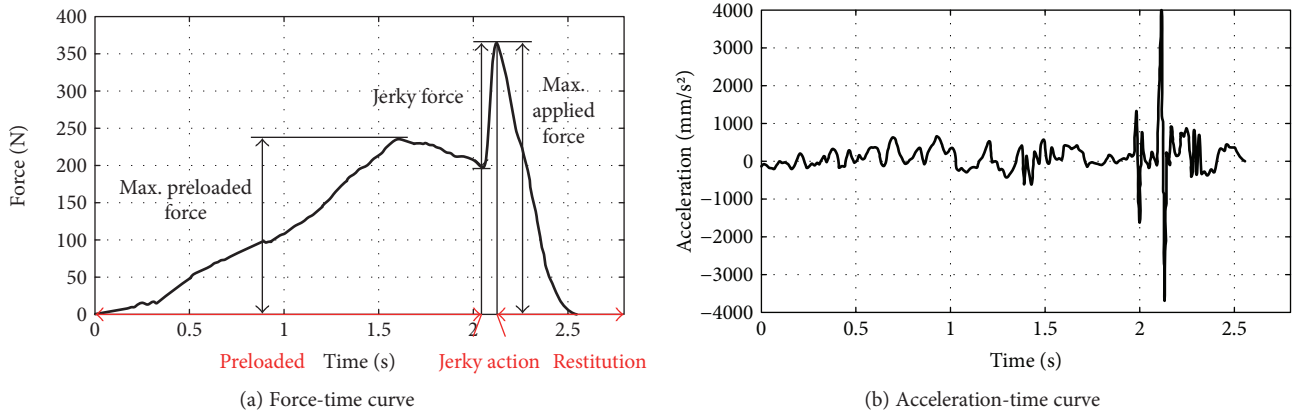 400
350
300
250
200
150
100
50
0
Force (N)
Jerky force
Max.
applied
force
Max. preloaded
force
0 0.5 1 1.5 2 2.5
Preloaded Time (s) Jerky action Restitution
(a) Force-time curve
4000
3000
2000
1000
0
−1000
−2000
−3000
−4000
Acceleration (mm/s²)
0 0.5 1 1.5 2 2.5
Time (s)
(b) Acceleration-time curve